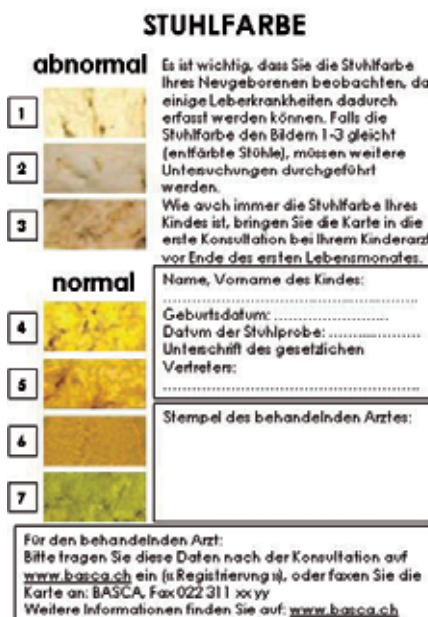 STUHLFARBE
abnormal
1
2
3
Es ist wichtig, dass Sie die Stuhlfarbe
Ihres Neugeborenen beobachten, da
einige Leberkrankheiten dadurch
erfasst werden können. Falls die
Stuhlfarbe den Bildern 1-3 gleicht
(entfärbte Stühle), müssen weitere
Untersuchungen durchgeführt
werden.
Wie auch immer die Stuhlfarbe Ihres
Kindes ist, bringen Sie die Karte in die
erste Konsultation bei Ihrem Kinderarzt
vor Ende des ersten Lebensmonates.
normal
4
5
6
7
Name, Vorname des Kindes:
Geburtsdatum:
Datum der Stuhlprobe:
Unterschrift des gesetzlichen
Vertreters:
Stempel des behandelnden Arztes:
Für den behandelnden Arzt:
Bitte tragen Sie diese Daten nach der Konsultation auf
www.basca.ch ein («Registrierung»), oder faxen Sie die
Karte an: BASCA, Fax 022 311 xx yy
Weitere Informationen finden Sie auf: www.basca.ch